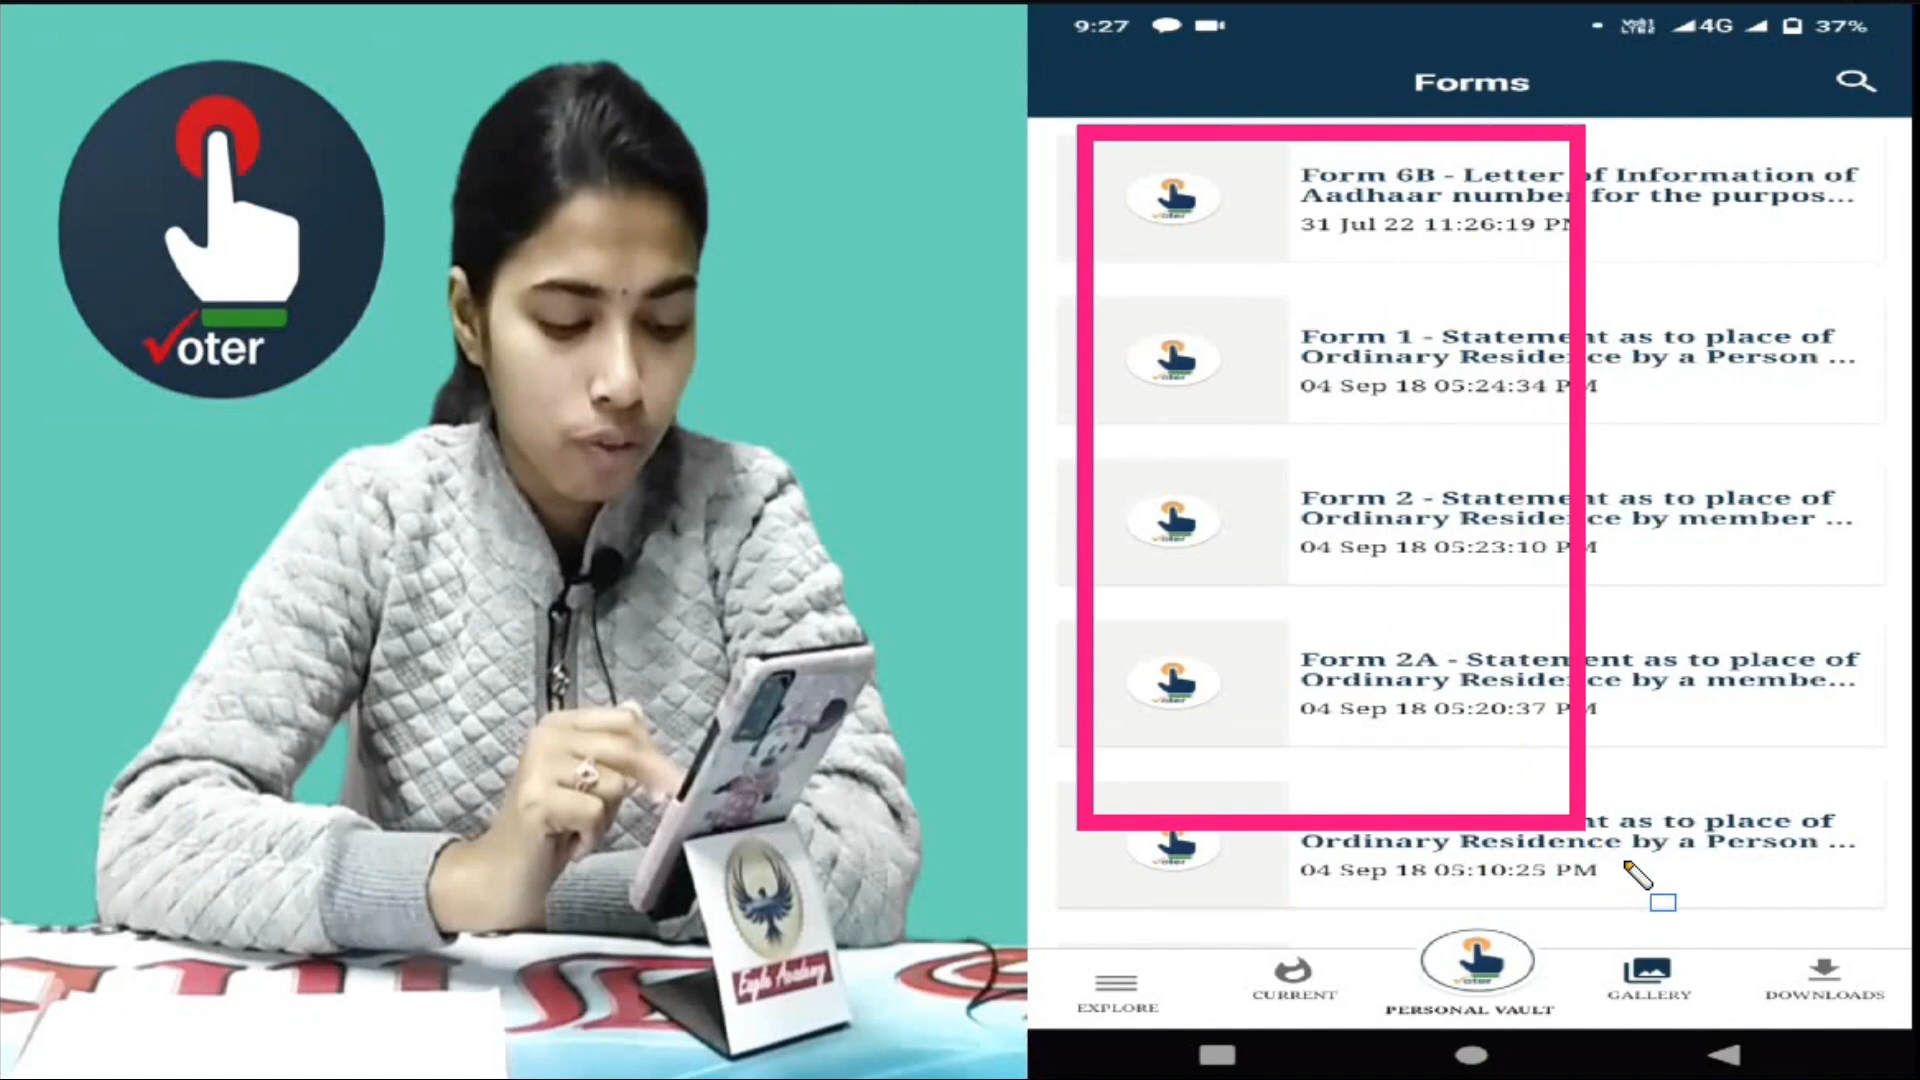 Voter
9:27
VoD1
LTE2
4G
37%
Forms
Form 6B - Letter of Information of
Aadhaar number for the purpos...
31 Jul 22 11:26:19 PM
Form 1 - Statement as to place of
Ordinary Residence by a Person ...
04 Sep 18 05:24:34 PM
Form 2 - Statement as to place of
Ordinary Residence by member ...
04 Sep 18 05:23:10 PM
Form 2A - Statement as to place of
Ordinary Residence by a membe...
04 Sep 18 05:20:37 PM
nt as to place of
Ordinary Residence by a Person ...
04 Sep 18 05:10:25 PM
EXPLORE
CURRENT
PERSONAL VAULT
GALLERY
DOWNLOADS
Eagle Academy